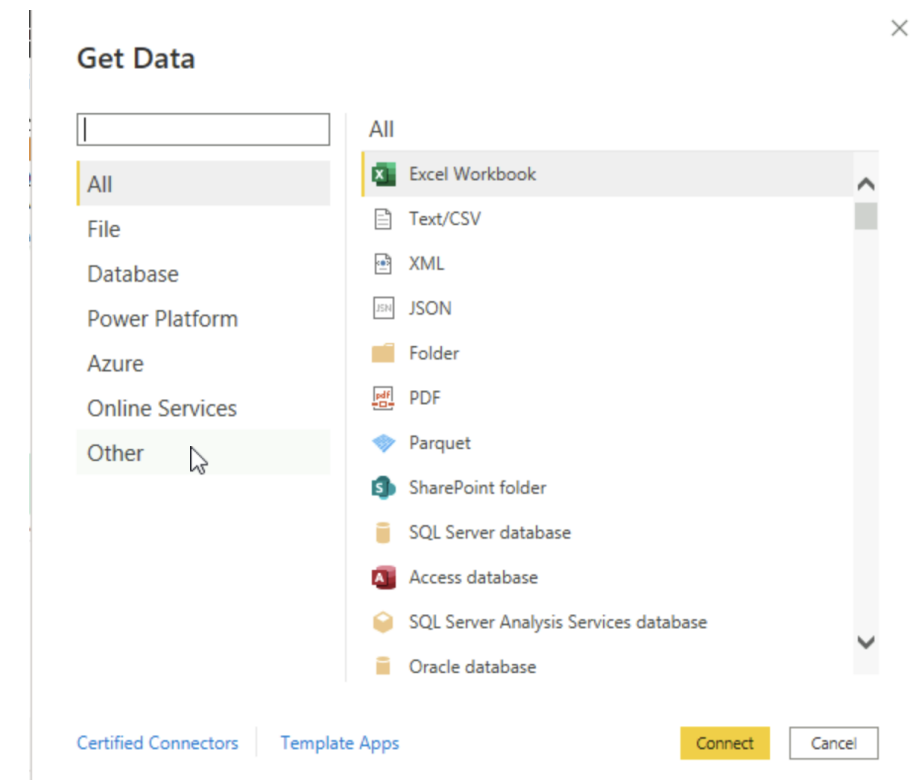 Get Data
All
File
Database
Power Platform
Azure
Online Services
Other
All
Excel Workbook
Text/CSV
XML
JSON
Folder
PDF
Parquet
SharePoint folder
SQL Server database
Access database
SQL Server Analysis Services database
Oracle database
Certified Connectors
Template Apps
Connect
Cancel